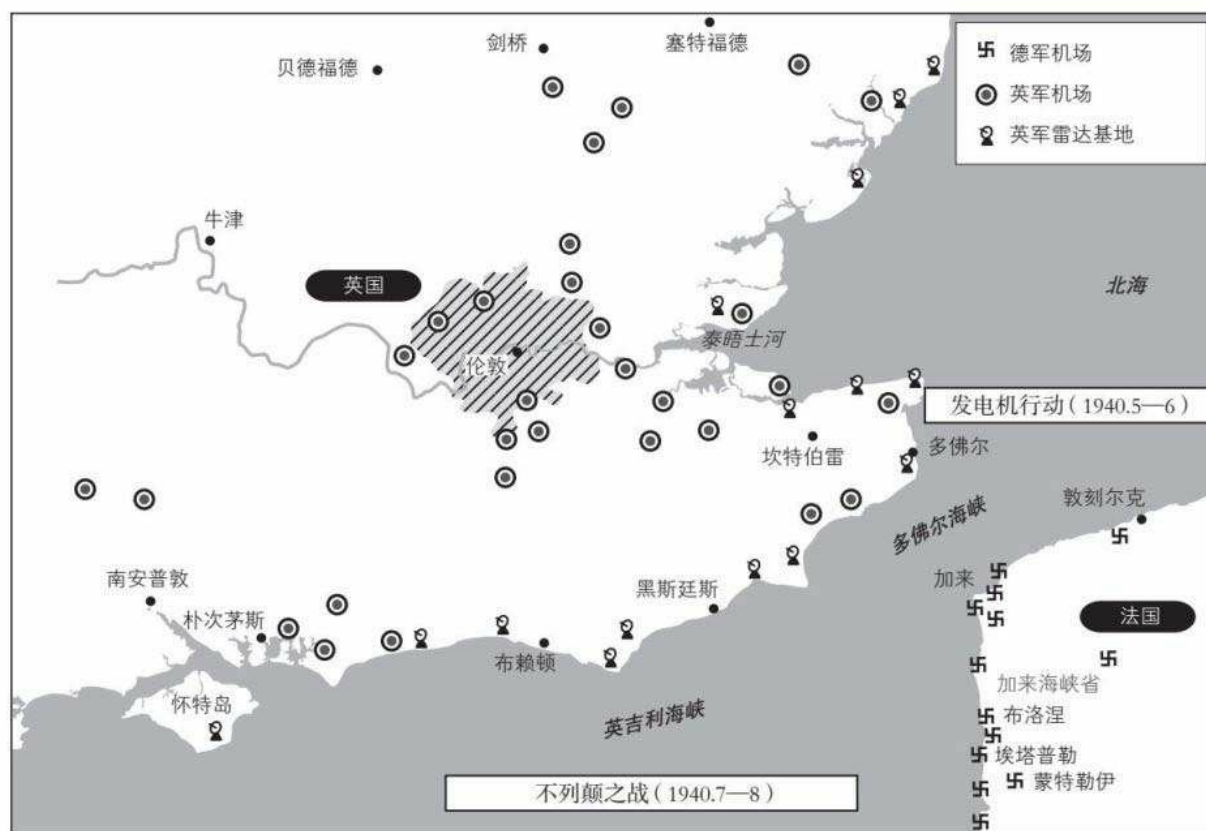 塞特福德
剑桥
贝德福德
德军机场
英军机场
英军雷达基地
牛津
英国
北海
泰晤士河
伦敦
发电机行动(1940.5—6)
坎特伯雷
多佛尔
敦刻尔克
多佛尔海峡
南安普敦
黑斯廷斯
加来
朴次茅斯
法国
布赖顿
加来海峡省
怀特岛
英吉利海峡
布洛涅
埃塔普勒
蒙特勒伊
不列颠之战(1940.7—8)